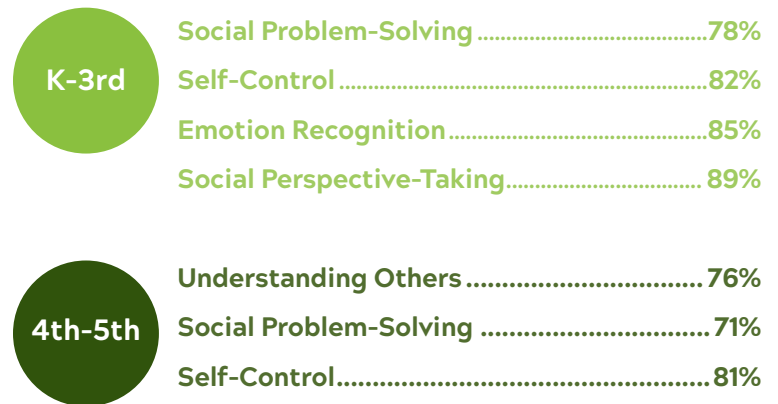 K-3rd
Social Problem-Solving ............................................78%
Self-Control ......................................................................82%
Emotion Recognition.................................................85%
Social Perspective-Taking...................................... 89%
4th-5th
Understanding Others ..................................76%
Social Problem-Solving .................................71%
Self-Control.....................................................81%